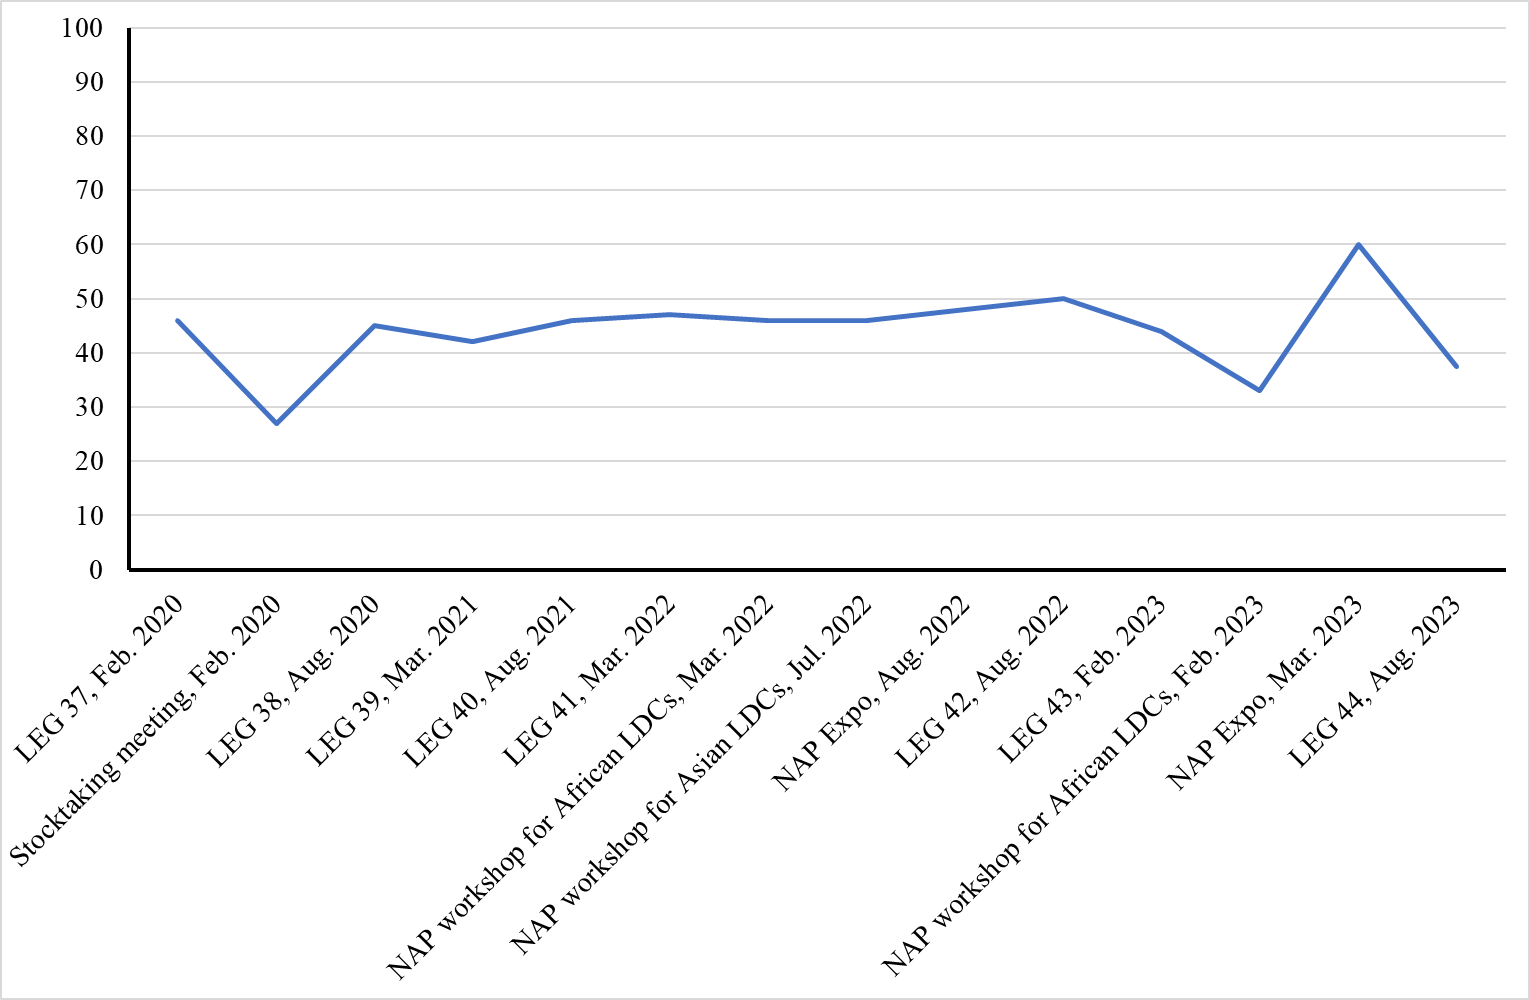 100
90
80
70
60
50
40
30
20
10
0
LEG 37, Feb. 2020
Stocktaking meeting, Feb. 2020
LEG 38, Aug. 2020
LEG 39, Mar. 2021
LEG 40, Aug. 2021
LEG 41, Mar. 2022
NAP workshop for African LDCs, Mar. 2022
NAP workshop for Asian LDCs, Jul. 2022
NAP Expo, Aug. 2022
LEG 42, Aug. 2022
LEG 43, Feb. 2023
NAP workshop for African LDCs, Feb. 2023
NAP Expo, Mar. 2023
LEG 44, Aug. 2023